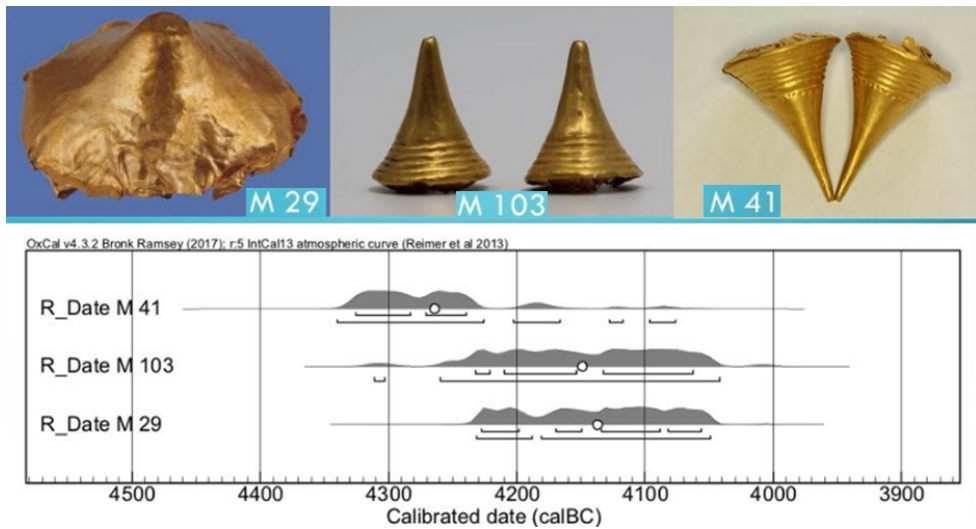 M 29
M 103
M 41
OxCal v4.3.2 Bronk Ramsey (2017); r:5 IntCal13 atmospheric curve (Reimer et al 2013)
R_Date M 41
R_Date M 103
R_Date M 29
4500 4400 4300 4200 4100 4000 3900
Calibrated date (calBC)